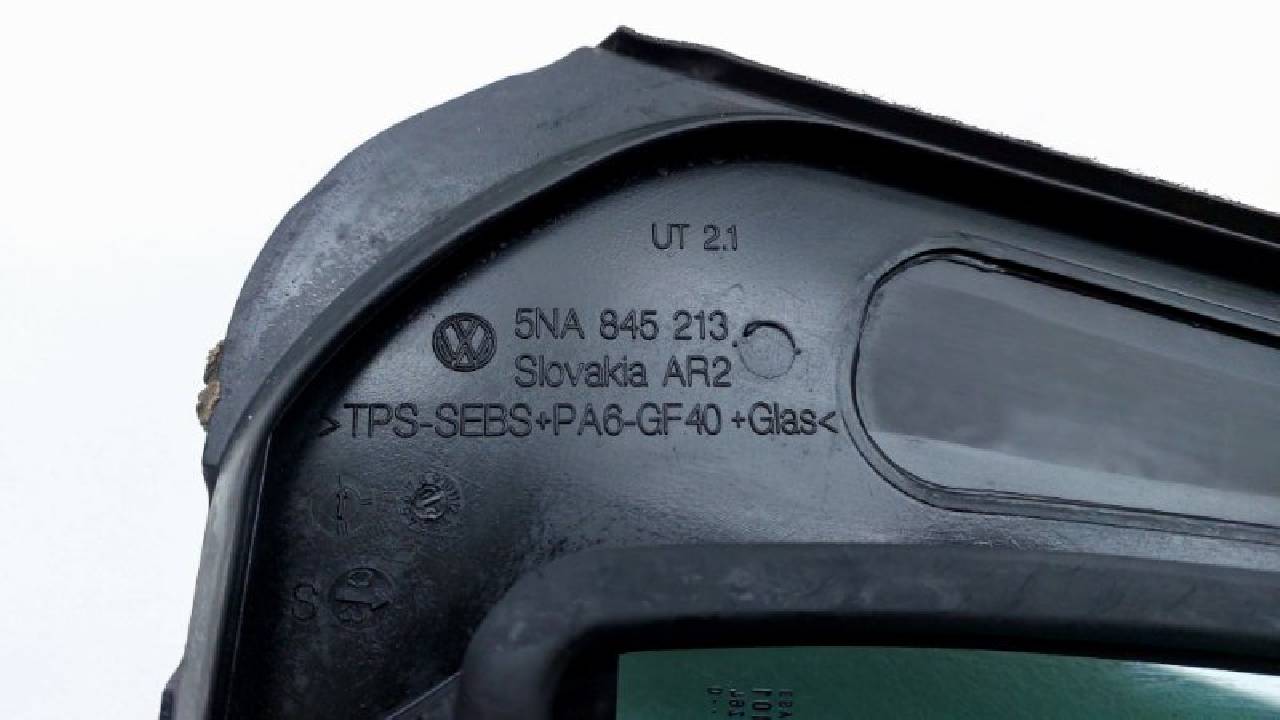 UT 2.1
5NA 845 213
Slovakia AR2
>TPS-SEBS+PA6-GF40 +Glas<
S